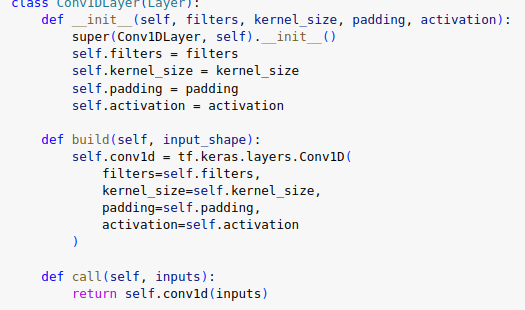 class Conv1DLayer(Layer):
    def __init__(self, filters, kernel_size, padding, activation):
        super(Conv1DLayer, self).__init__()
        self.filters = filters
        self.kernel_size = kernel_size
        self.padding = padding
        self.activation = activation
    def build(self, input_shape):
        self.conv1d = tf.keras.layers.Conv1D(
            filters=self.filters,
            kernel_size=self.kernel_size,
            padding=self.padding,
            activation=self.activation
        )
    def call(self, inputs):
        return self.conv1d(inputs)